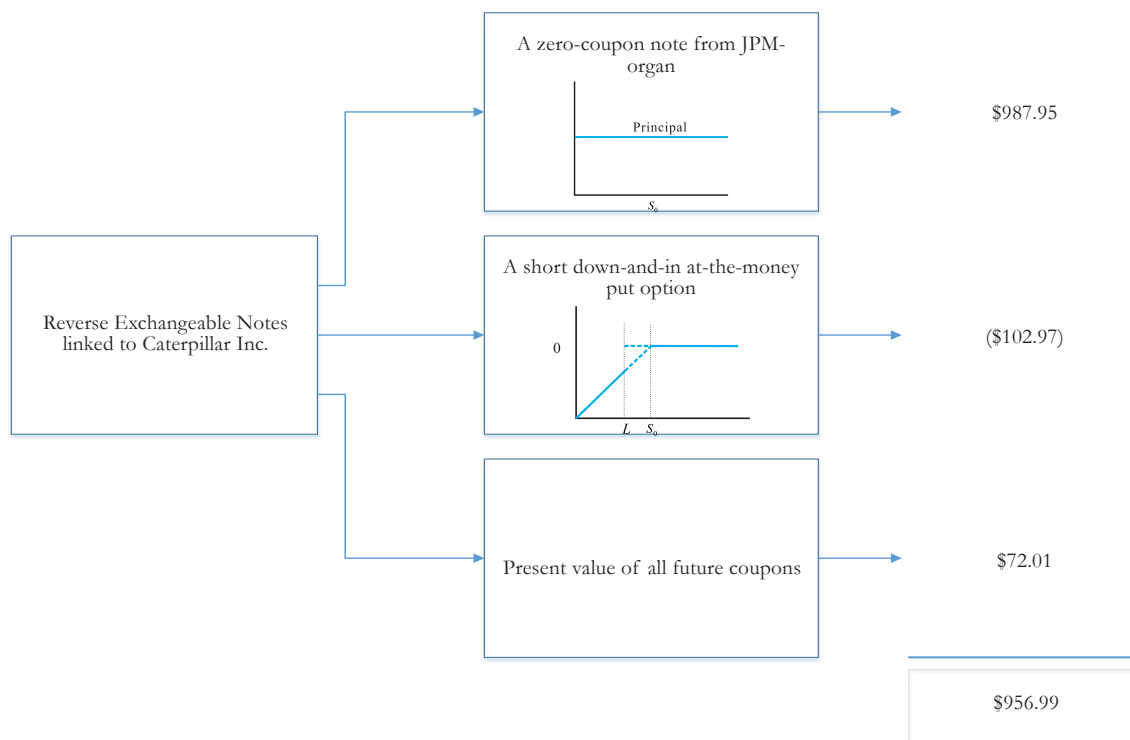 A zero-coupon note from JPM-
organ
Principal
S₀
$987.95
Reverse Exchangeable Notes
linked to Caterpillar Inc.
A short down-and-in at-the-money
put option
0
L S₀
($102.97)
Present value of all future coupons
$72.01
$956.99